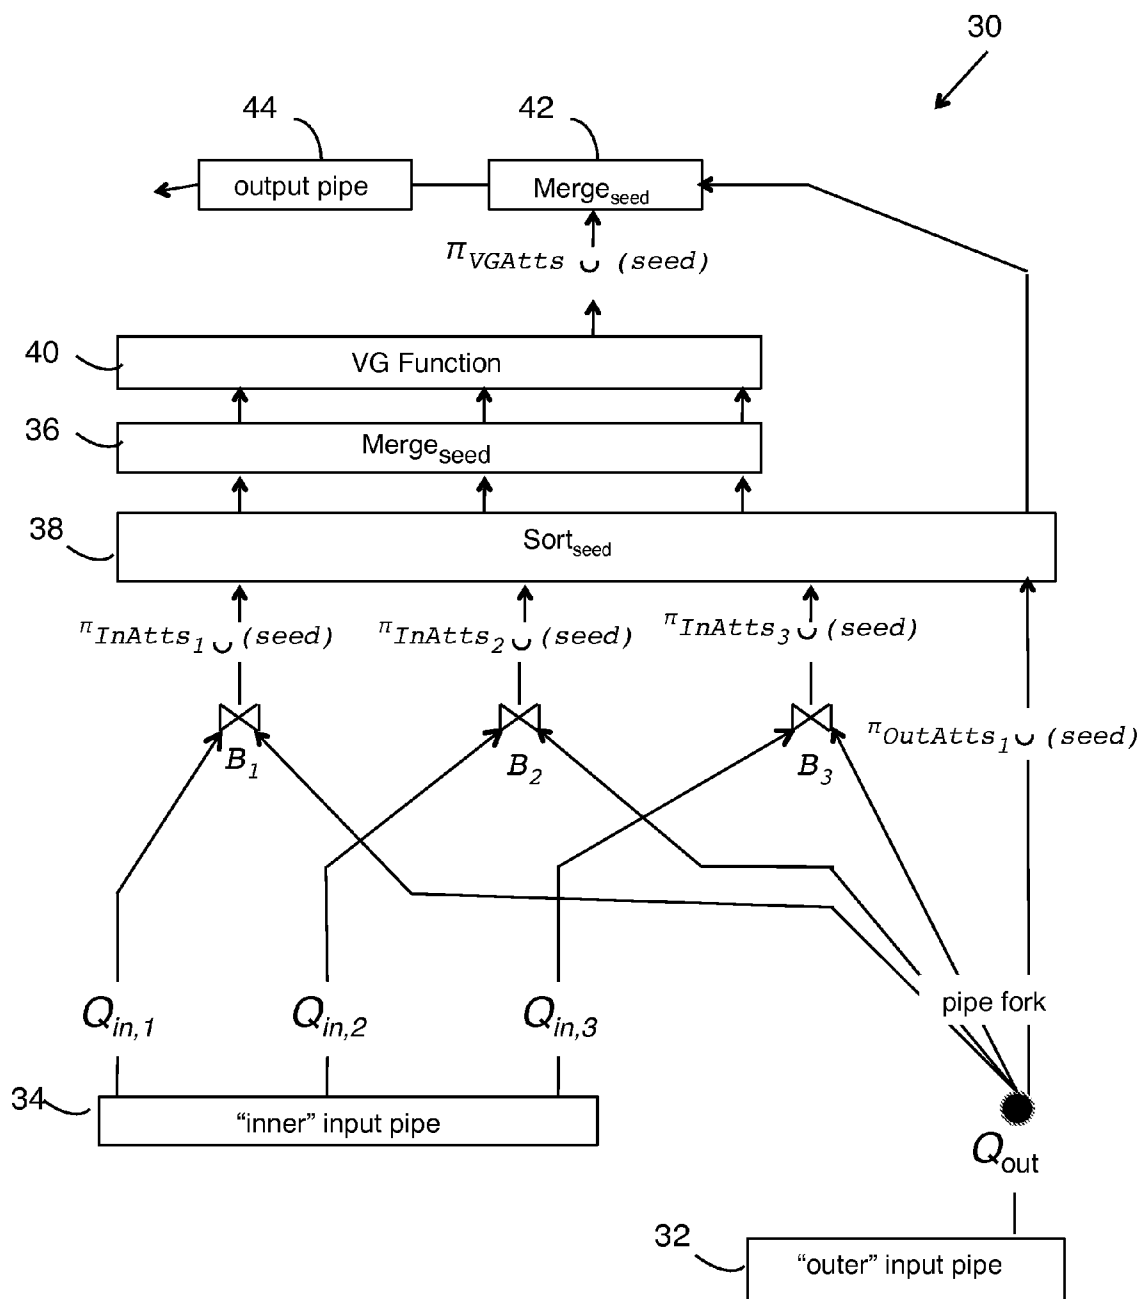 30
44
42
output pipe
Merge_seed
π_VGAtts ∪ (seed)
40
VG Function
36
Merge_seed
38
Sort_seed
π_InAtts_1 ∪ (seed)
π_InAtts_2 ∪ (seed)
π_InAtts_3 ∪ (seed)
π_OutAtts_1 ∪ (seed)
B_1
B_2
B_3
pipe fork
Q_in,1
Q_in,2
Q_in,3
34
“inner” input pipe
Q_out
32
“outer” input pipe